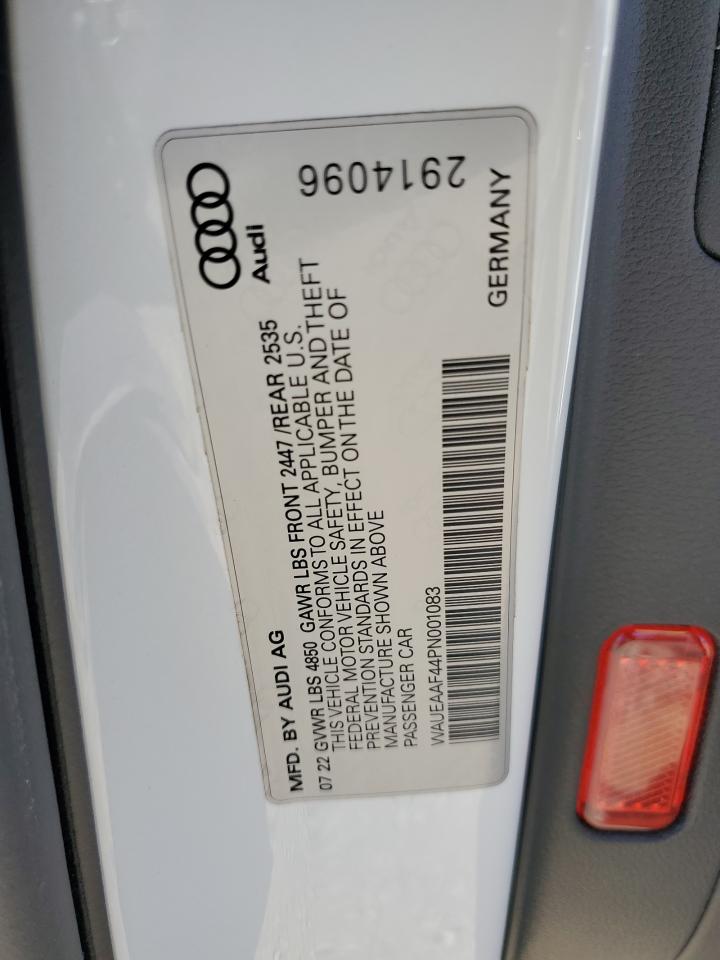 Audi
2914096
MFD. BY AUDI AG
07 22 GVWR LBS 4850 GAWR LBS FRONT 2447 /REAR 2535
THIS VEHICLE CONFORMS TO ALL APPLICABLE U.S.
FEDERAL MOTOR VEHICLE SAFETY, BUMPER AND THEFT
PREVENTION STANDARDS IN EFFECT ON THE DATE OF
MANUFACTURE SHOWN ABOVE
PASSENGER CAR
WAUEAAF44PN001083
GERMANY